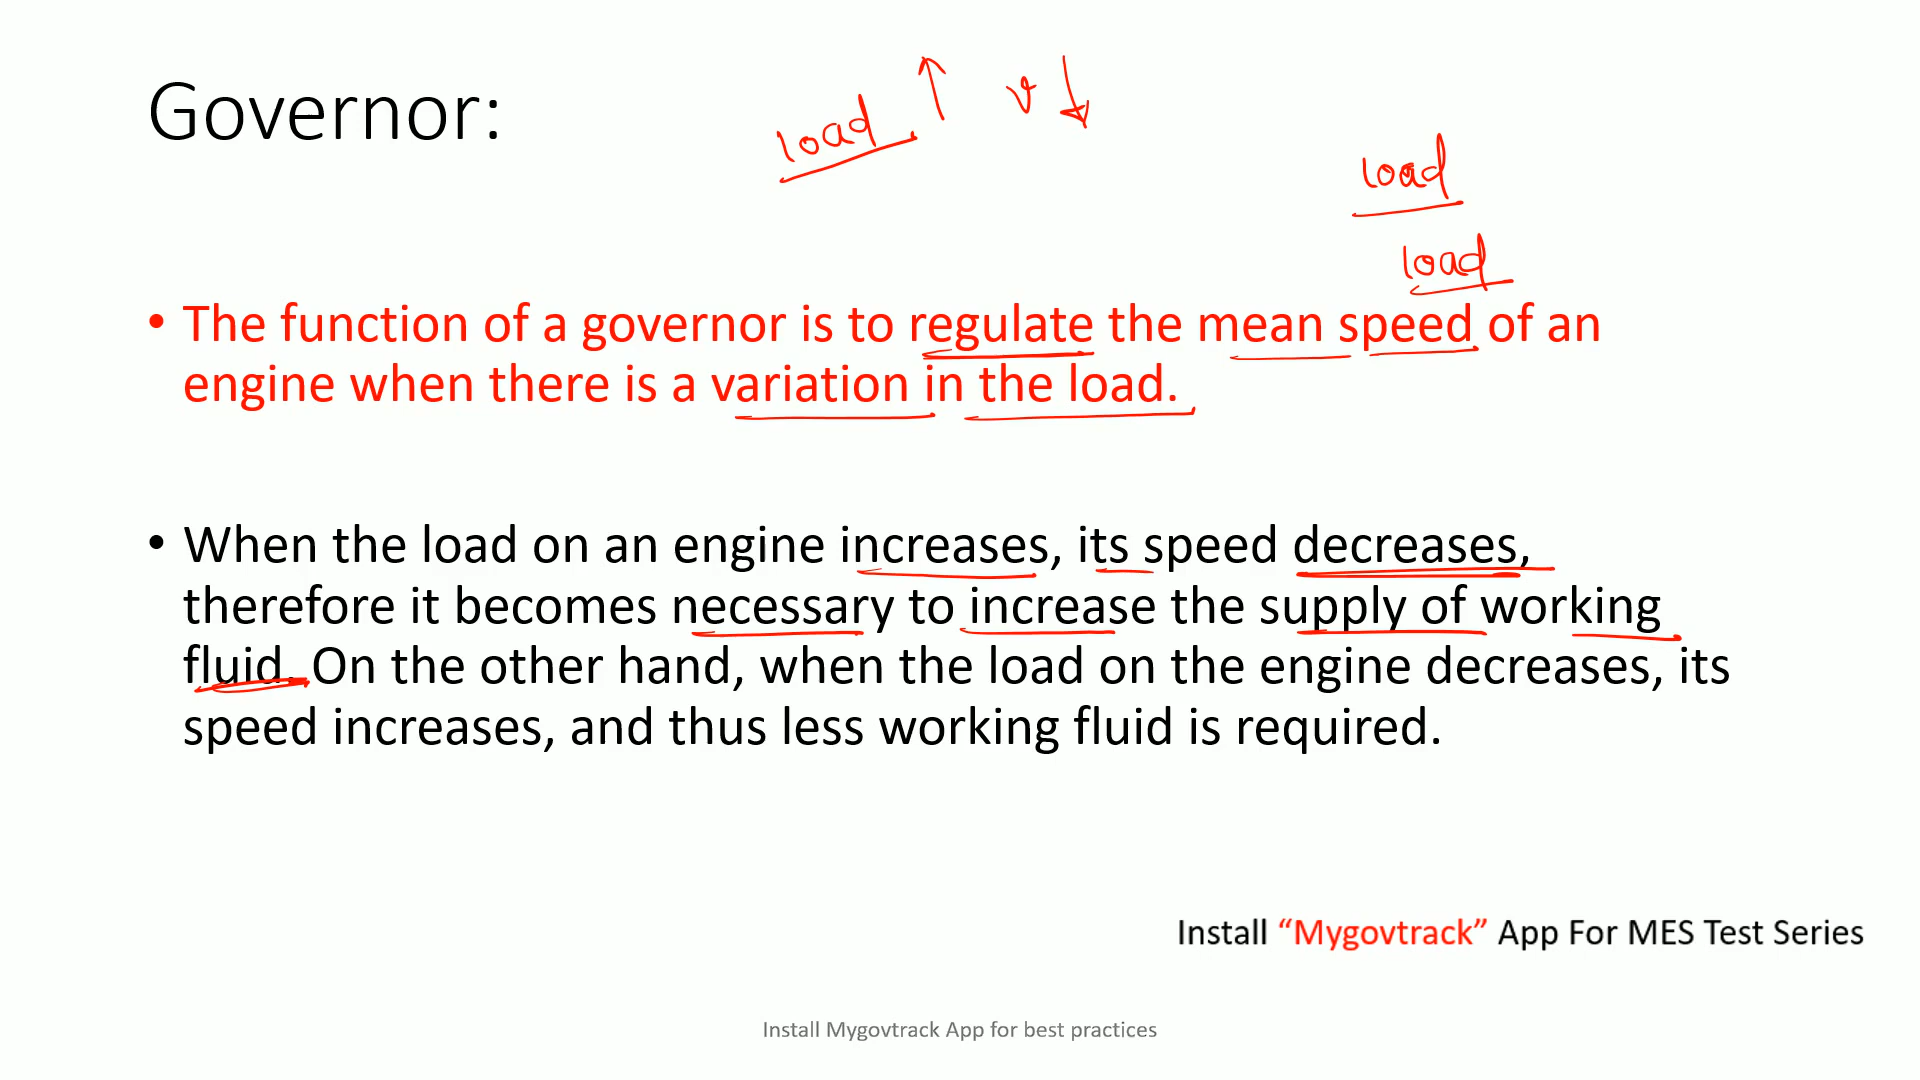 Governor:
load ↑ v ↓
load
load
• The function of a governor is to regulate the mean speed of an
engine when there is a variation in the load.
• When the load on an engine increases, its speed decreases,
therefore it becomes necessary to increase the supply of working
fluid. On the other hand, when the load on the engine decreases, its
speed increases, and thus less working fluid is required.
Install “Mygovtrack” App For MES Test Series
Install Mygovtrack App for best practices